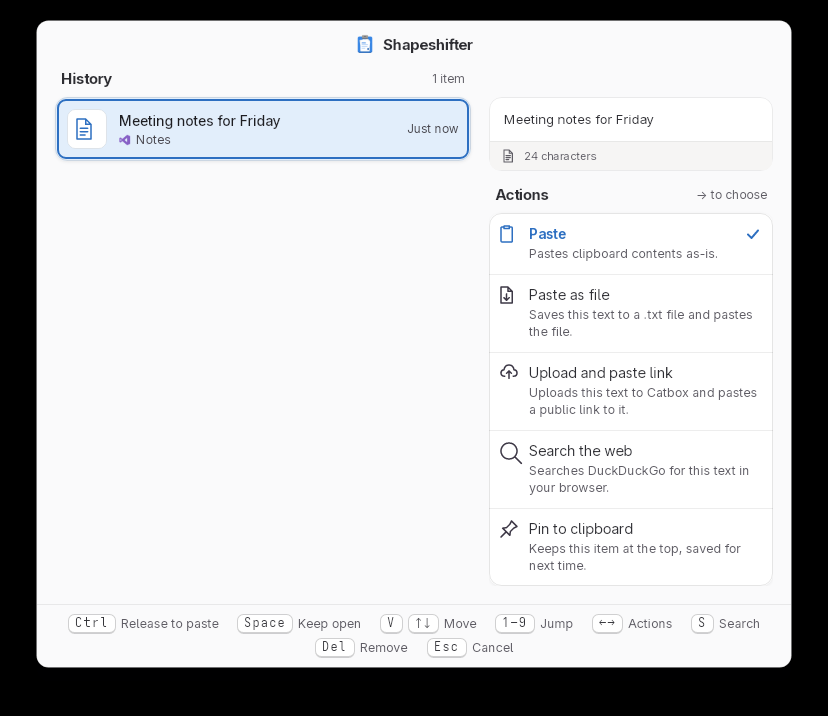 Shapeshifter
History
1 item
Meeting notes for Friday
Notes
Just now
Meeting notes for Friday
24 characters
Actions
→ to choose
Paste
Pastes clipboard contents as-is.
Paste as file
Saves this text to a .txt file and pastes
the file.
Upload and paste link
Uploads this text to Catbox and pastes
a public link to it.
Search the web
Searches DuckDuckGo for this text in
your browser.
Pin to clipboard
Keeps this item at the top, saved for
next time.
Ctrl Release to paste Space Keep open V ↑↓ Move 1–9 Jump ←→ Actions S Search
Del Remove Esc Cancel